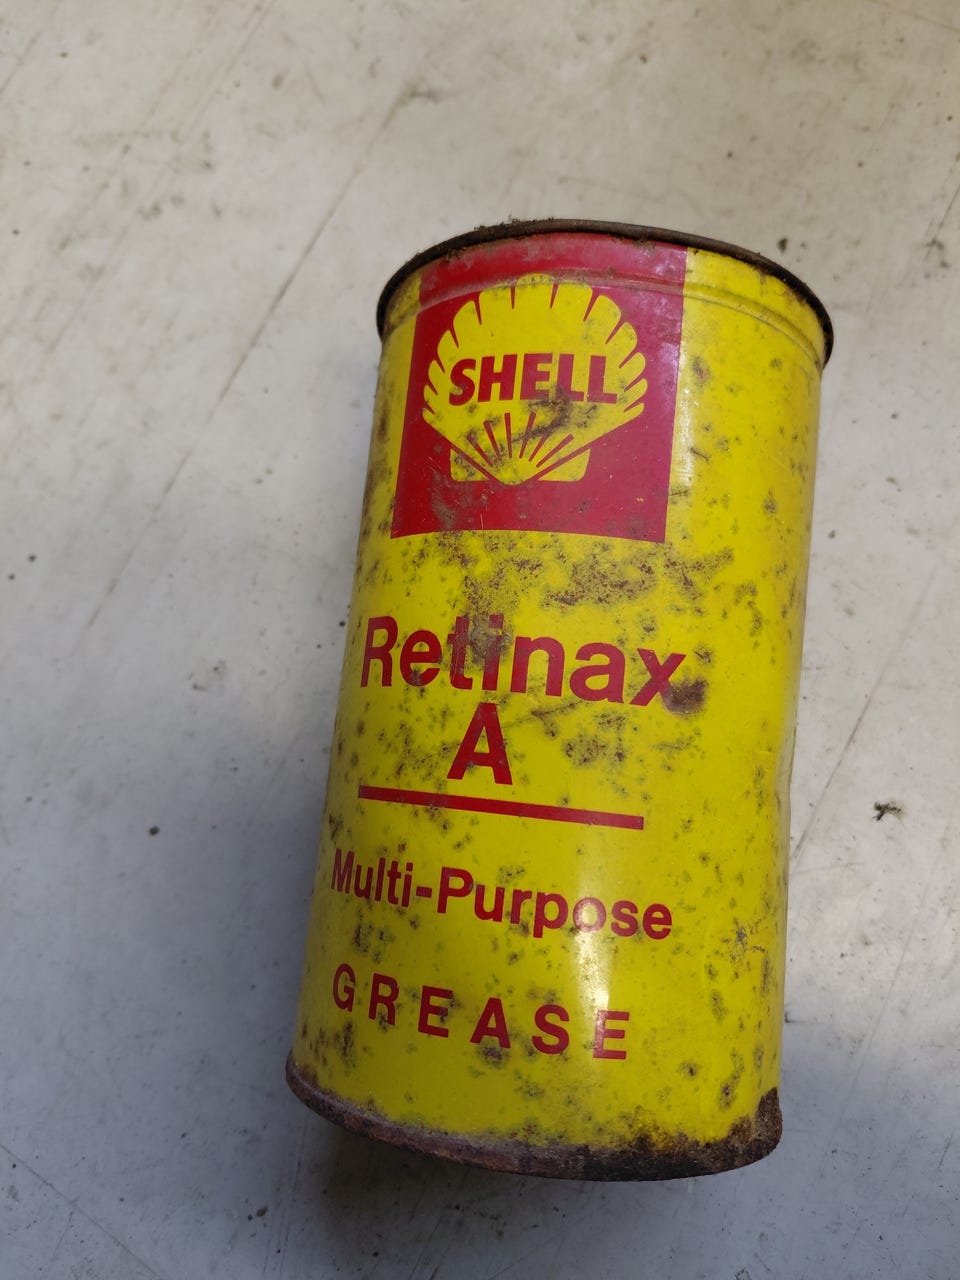 SHELL
Retinax
A
Multi-Purpose
GREASE